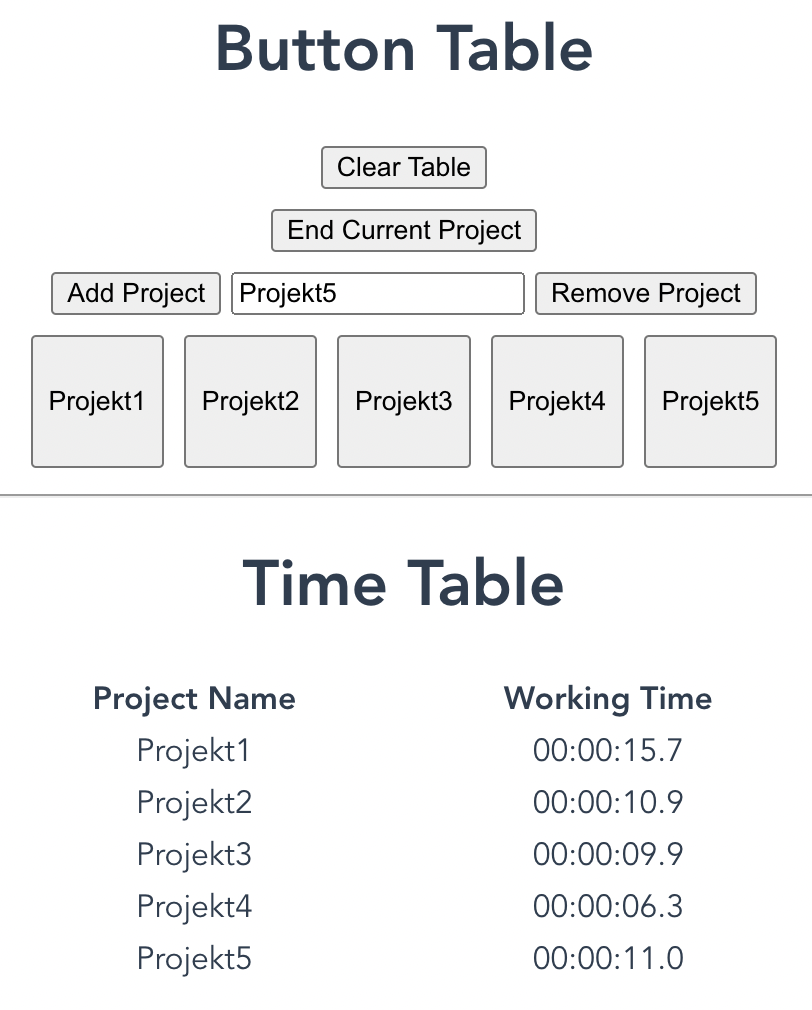 Button Table
Clear Table
End Current Project
Add Project Projekt5 Remove Project
Projekt1 Projekt2 Projekt3 Projekt4 Projekt5
Time Table
Project Name Working Time
Projekt1 00:00:15.7
Projekt2 00:00:10.9
Projekt3 00:00:09.9
Projekt4 00:00:06.3
Projekt5 00:00:11.0